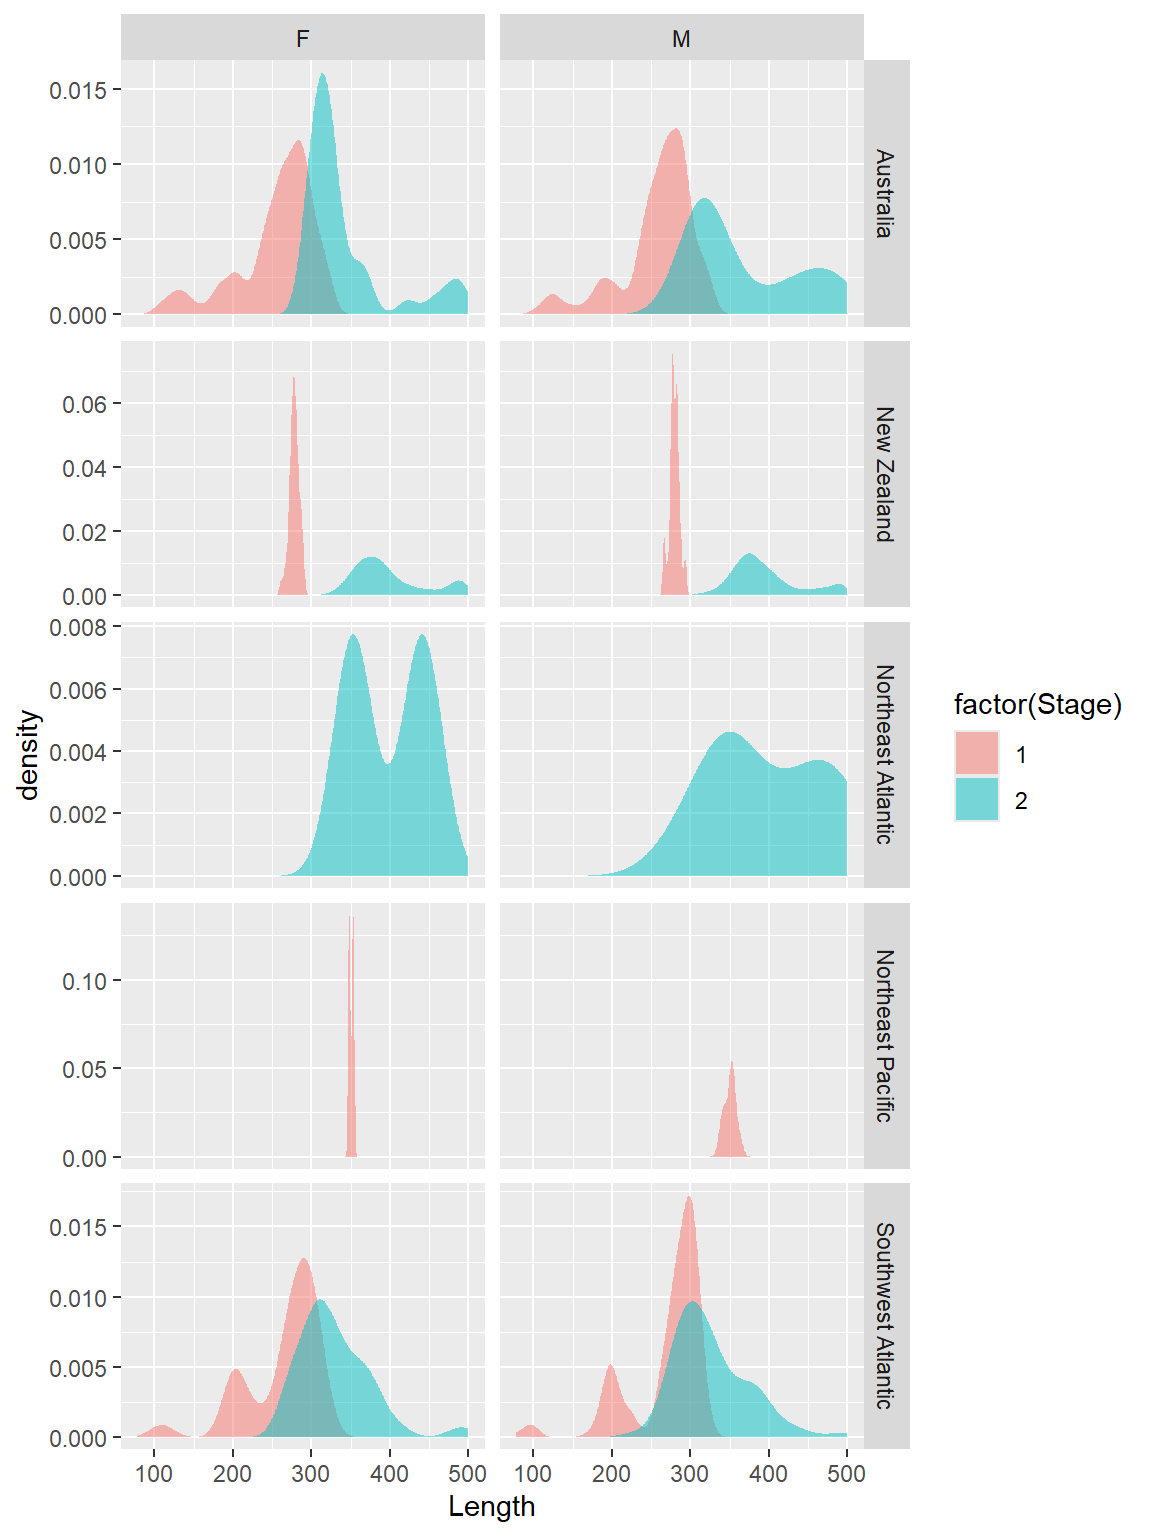 F
M
0.015
0.010
0.005
0.000
Australia
0.06
0.04
0.02
0.00
New Zealand
0.008
0.006
0.004
0.002
0.000
Northeast Atlantic
density
factor(Stage)
1
2
0.10
0.05
0.00
Northeast Pacific
0.015
0.010
0.005
0.000
Southwest Atlantic
100 200 300 400 500 100 200 300 400 500
Length